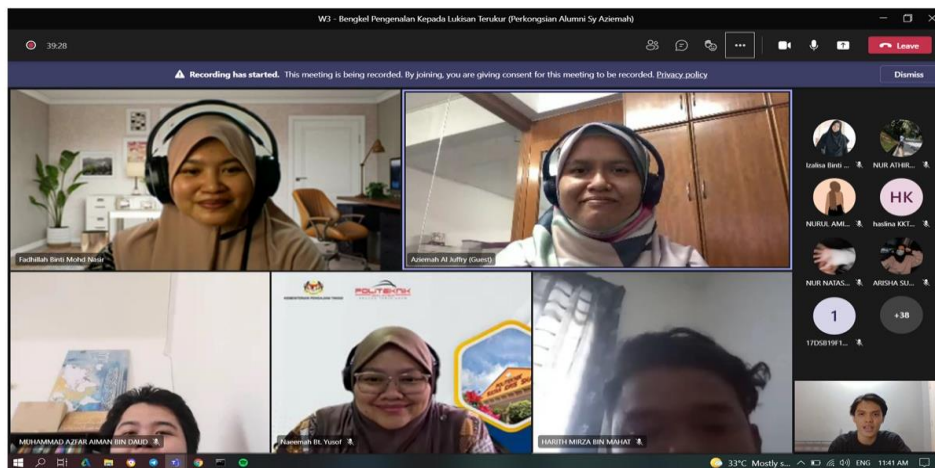 W3 - Bengkel Pengenalan Kepada Lukisan Terukur (Perkongsian Alumni Sy Aziemah)
39:28
Leave
Recording has started. This meeting is being recorded. By joining, you are giving consent for this meeting to be recorded. Privacy policy
Dismiss
Fadhillah Binti Mohd Nasir
Aziemah Al Juffry (Guest)
Izalisa Binti ...
NUR ATHIR...
NURUL AMI...
HK
haslina KKT...
NUR NATAS...
ARISHA SU...
1
17DSB19F1...
+38
KEMENTERIAN PENGAJIAN TINGGI
POLITEKNIK
MUHAMMAD AZFAR AIMAN BIN DAUD
Naeemah Bt. Yusof
HARITH MIRZA BIN MAHAT
33°C Mostly s...
ENG
11:41 AM